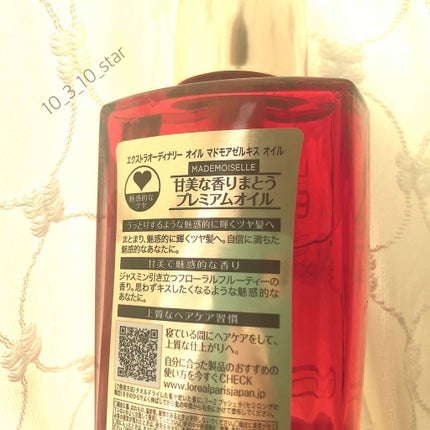 10_3_10_star
エクストラオーディナリー オイル マドモアゼルキス オイル
MADEMOISELLE
甘美な香りまとう
プレミアムオイル
魅惑的な
ツヤ
うっとりするような魅惑的に輝くツヤ髪へ
まとまり、魅惑的に輝くツヤ髪へ。自信に満ちた
魅惑的なあなたに。
甘美で魅惑的な香り
ジャスミン引き立つフローラルフルーティー
の香り。思わずキスしたくなるような魅惑的な
あなたに。
上質なヘアケア習慣
寝ている間にヘアケアをして、
上質な仕上がりへ。
自分に合った製品のおすすめの
使い方を今すぐCHECK
www.lorealparisjapan.jp